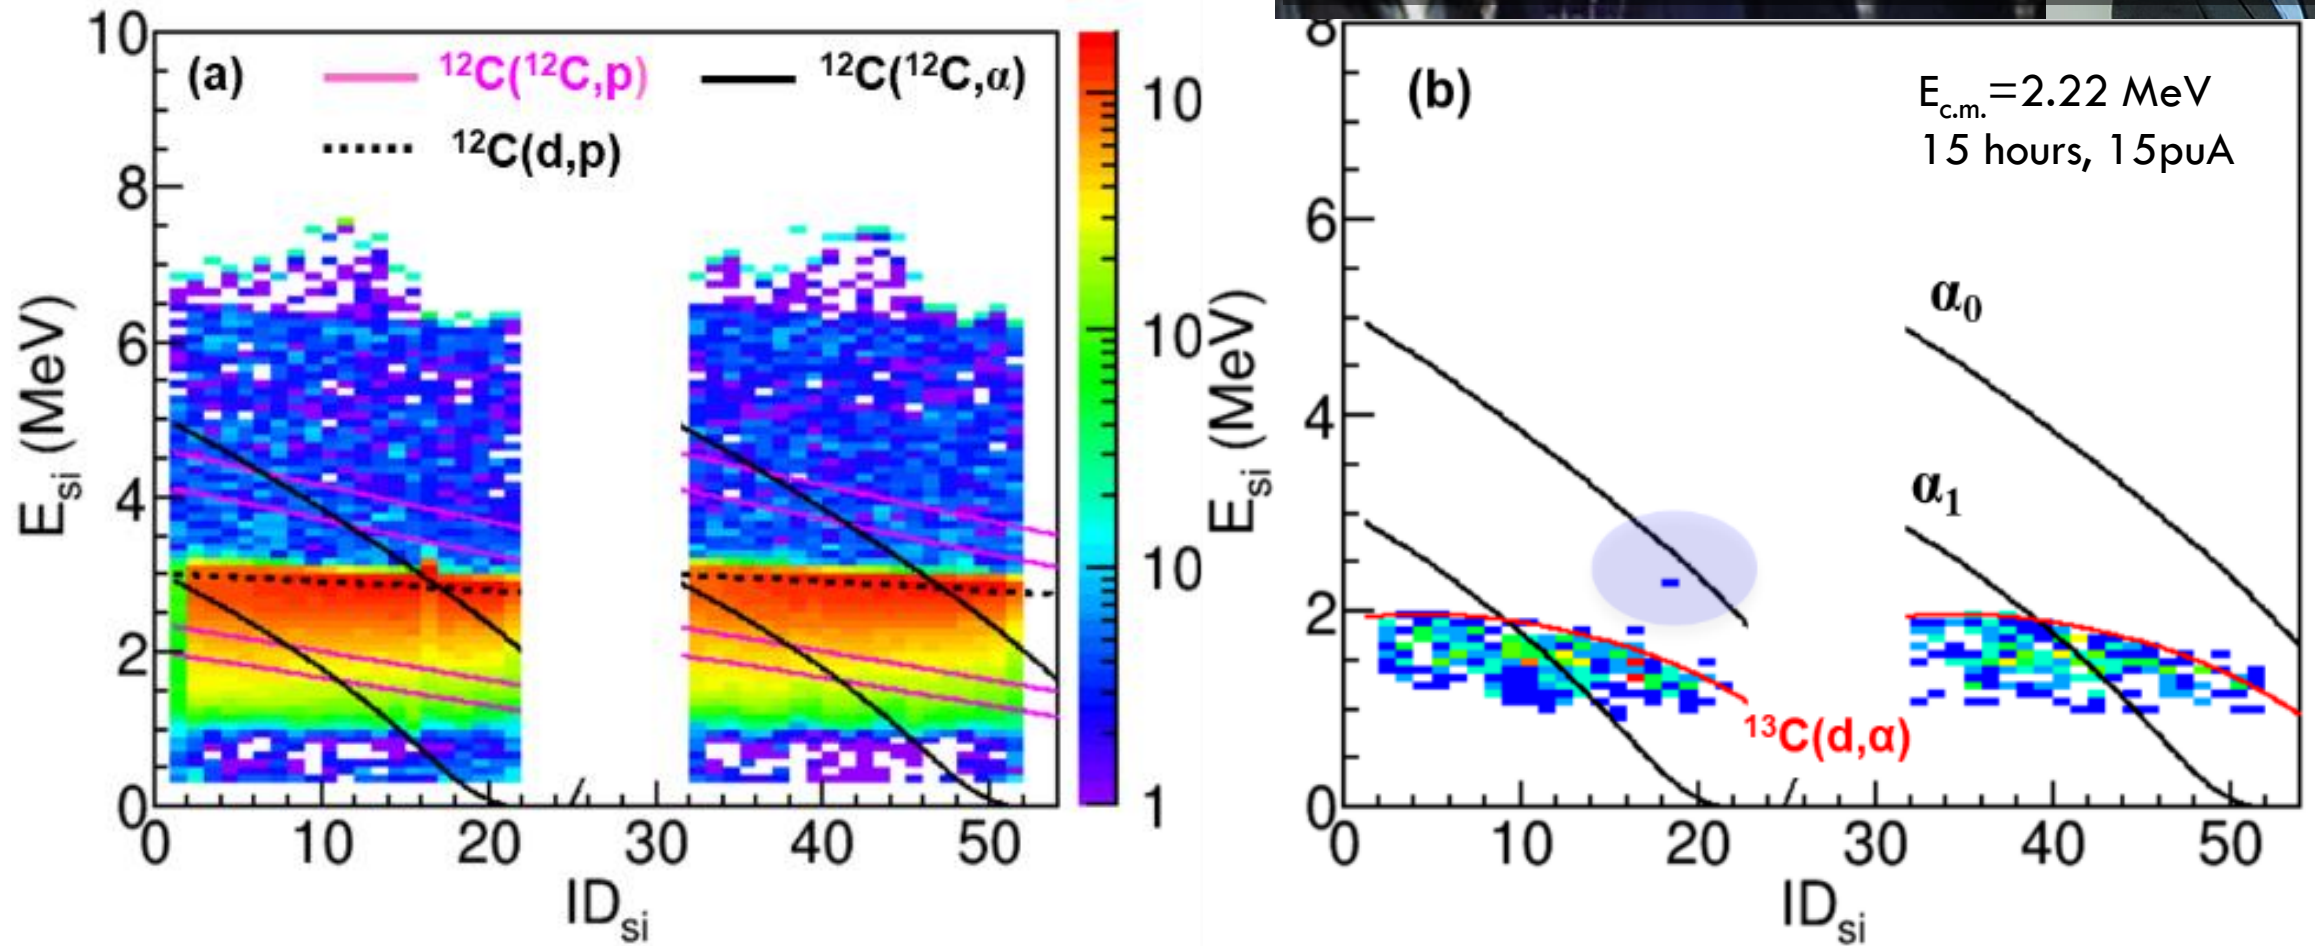 (a)
¹²C(¹²C,p)
¹²C(¹²C,α)
¹²C(d,p)
10
8
6
4
2
0
E_si (MeV)
0 10 20 30 40 50
ID_si
10
10
10
1
(b)
E_c.m.=2.22 MeV
15 hours, 15puA
8
6
4
2
0
E_si (MeV)
α₀
α₁
¹³C(d,α)
0 10 20 30 40 50
ID_si